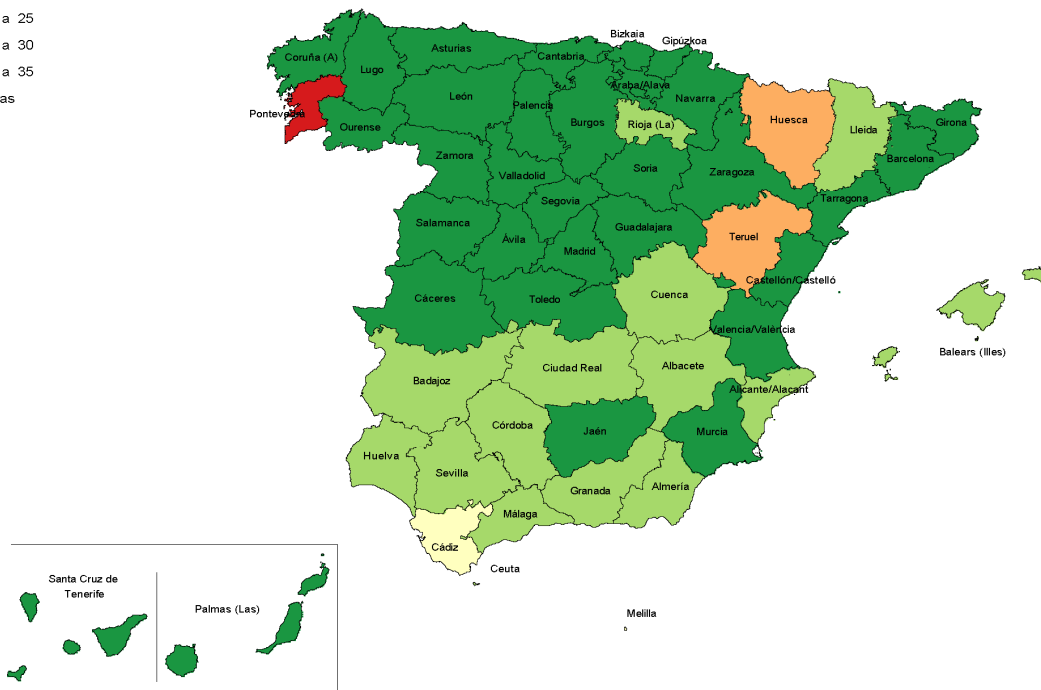 a 25
a 30
a 35
as
Bizkaia
Gipúzkoa
Asturias
Cantabria
Coruña (A)
Lugo
Araba/Alava
León
Palencia
Navarra
Pontevedra
Burgos
Rioja (La)
Huesca
Lleida
Girona
Ourense
Zamora
Barcelona
Soria
Zaragoza
Valladolid
Segovia
Tarragona
Salamanca
Guadalajara
Teruel
Ávila
Madrid
Castellón/Castelló
Cáceres
Toledo
Cuenca
Valencia/Valéncia
Balears (Illes)
Ciudad Real
Albacete
Badajoz
Alicante/Alacant
Córdoba
Jaén
Murcia
Huelva
Sevilla
Almería
Granada
Málaga
Cádiz
Ceuta
Santa Cruz de
Tenerife
Palmas (Las)
Melilla